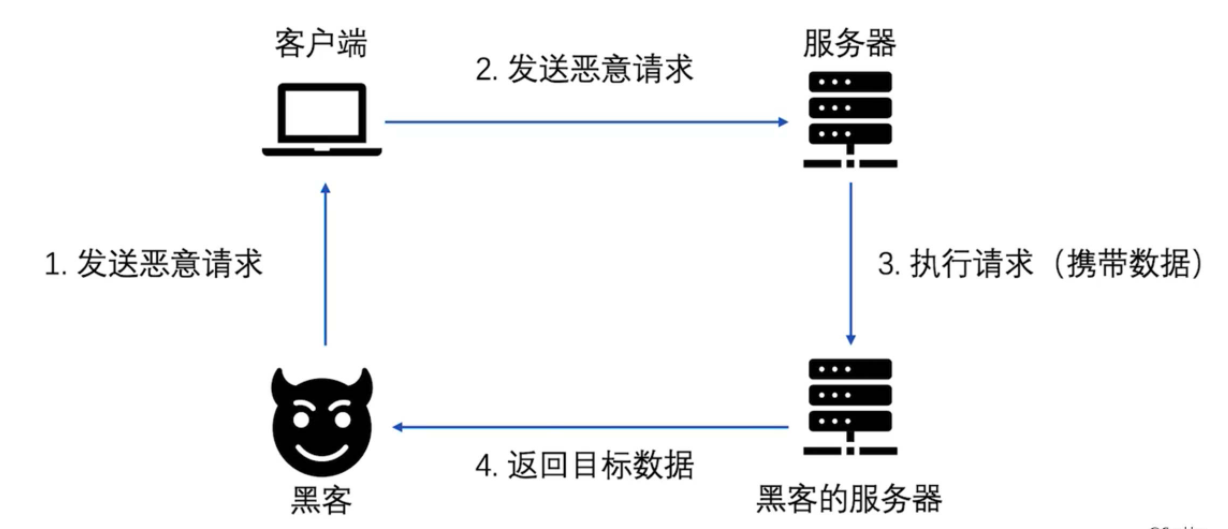 客户端
服务器
2. 发送恶意请求
1. 发送恶意请求
3. 执行请求（携带数据）
4. 返回目标数据
黑客
黑客的服务器